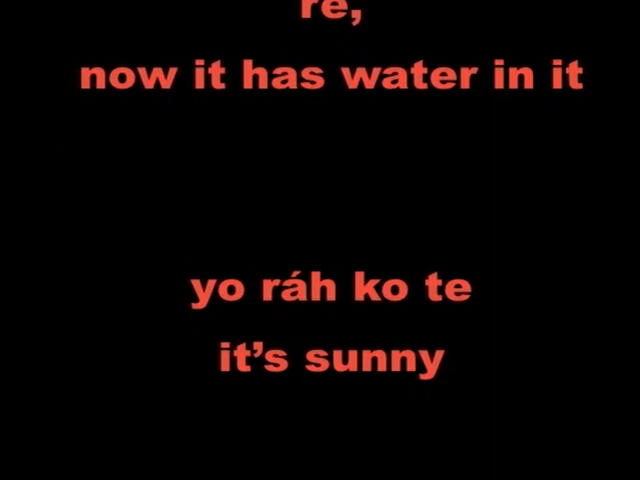 re,
now it has water in it
yo ráh ko te
it's sunny